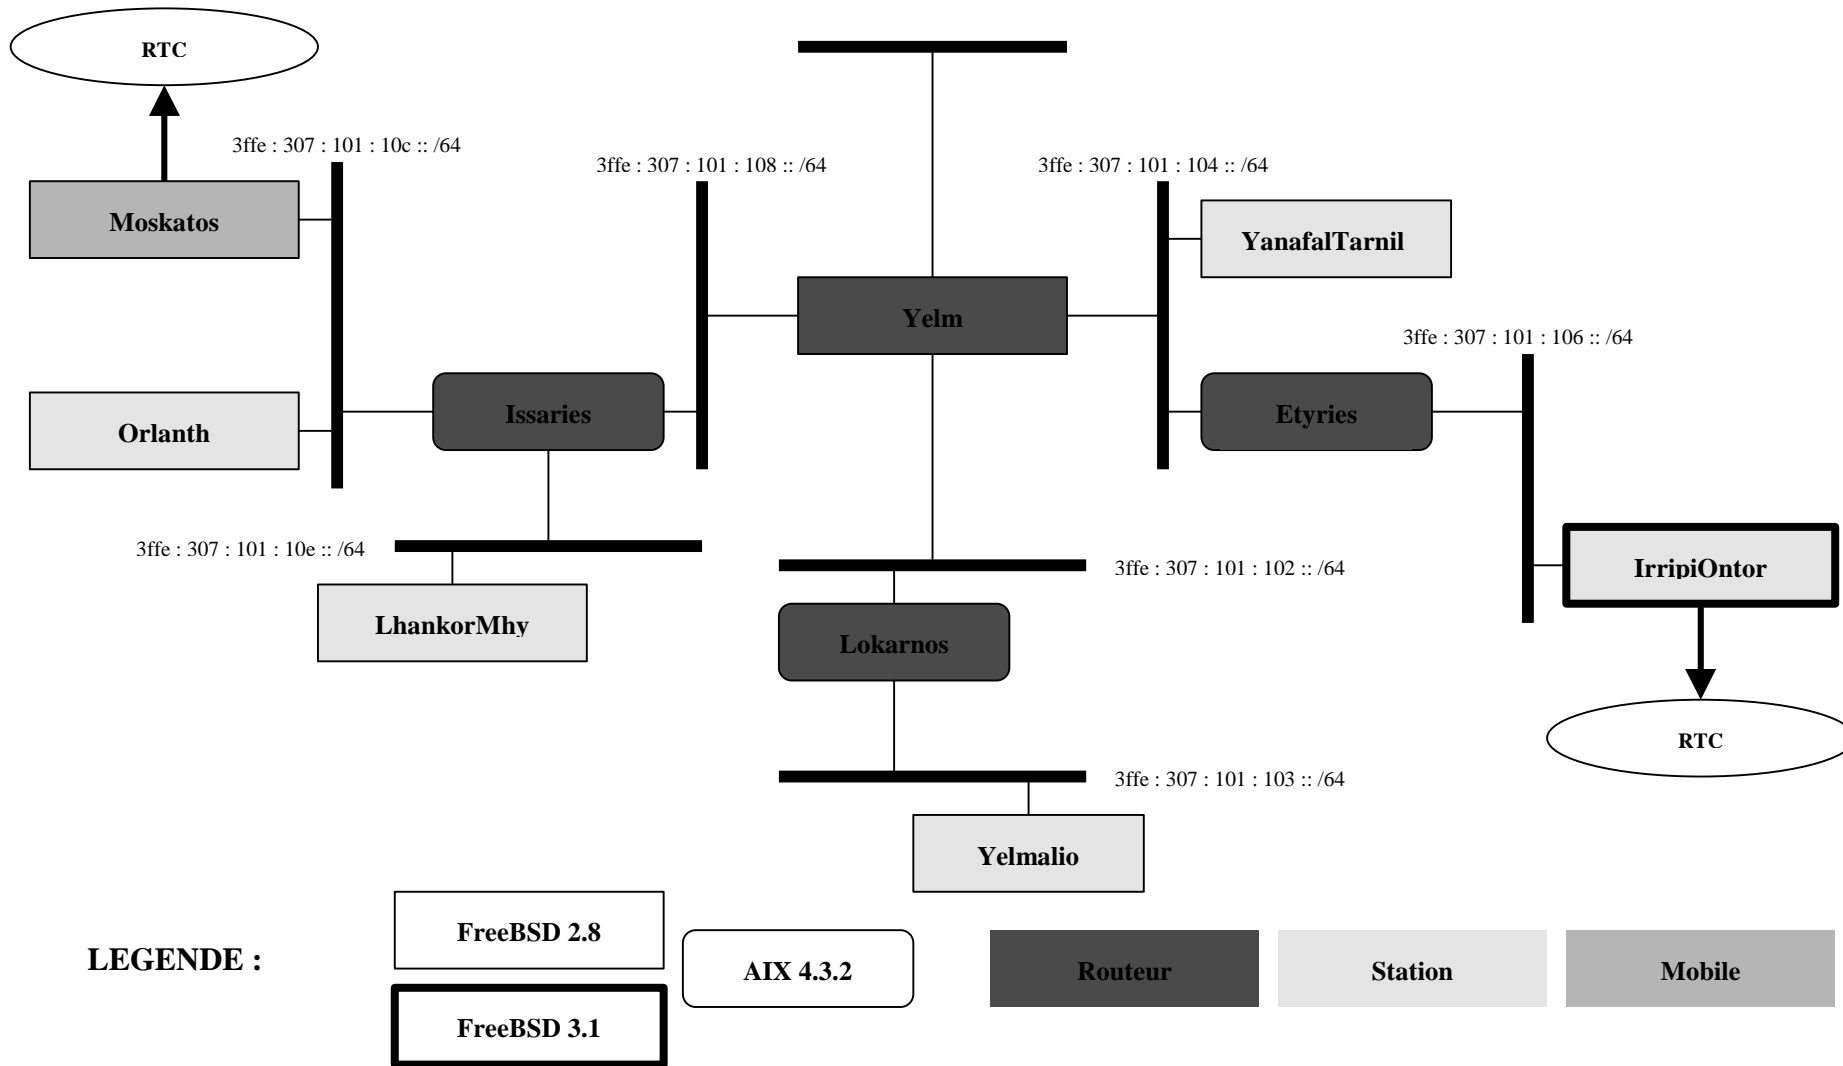 RTC
3ffe : 307 : 101 : 10c :: /64
3ffe : 307 : 101 : 108 :: /64
3ffe : 307 : 101 : 104 :: /64
Moskatos
YanafalTarnil
Yelm
3ffe : 307 : 101 : 106 :: /64
Orlanth
Issaries
Etyries
3ffe : 307 : 101 : 10e :: /64
3ffe : 307 : 101 : 102 :: /64
IrripiOntor
LhankorMhy
Lokarnos
RTC
3ffe : 307 : 101 : 103 :: /64
Yelmalio
LEGENDE :
FreeBSD 2.8
AIX 4.3.2
Routeur
Station
Mobile
FreeBSD 3.1